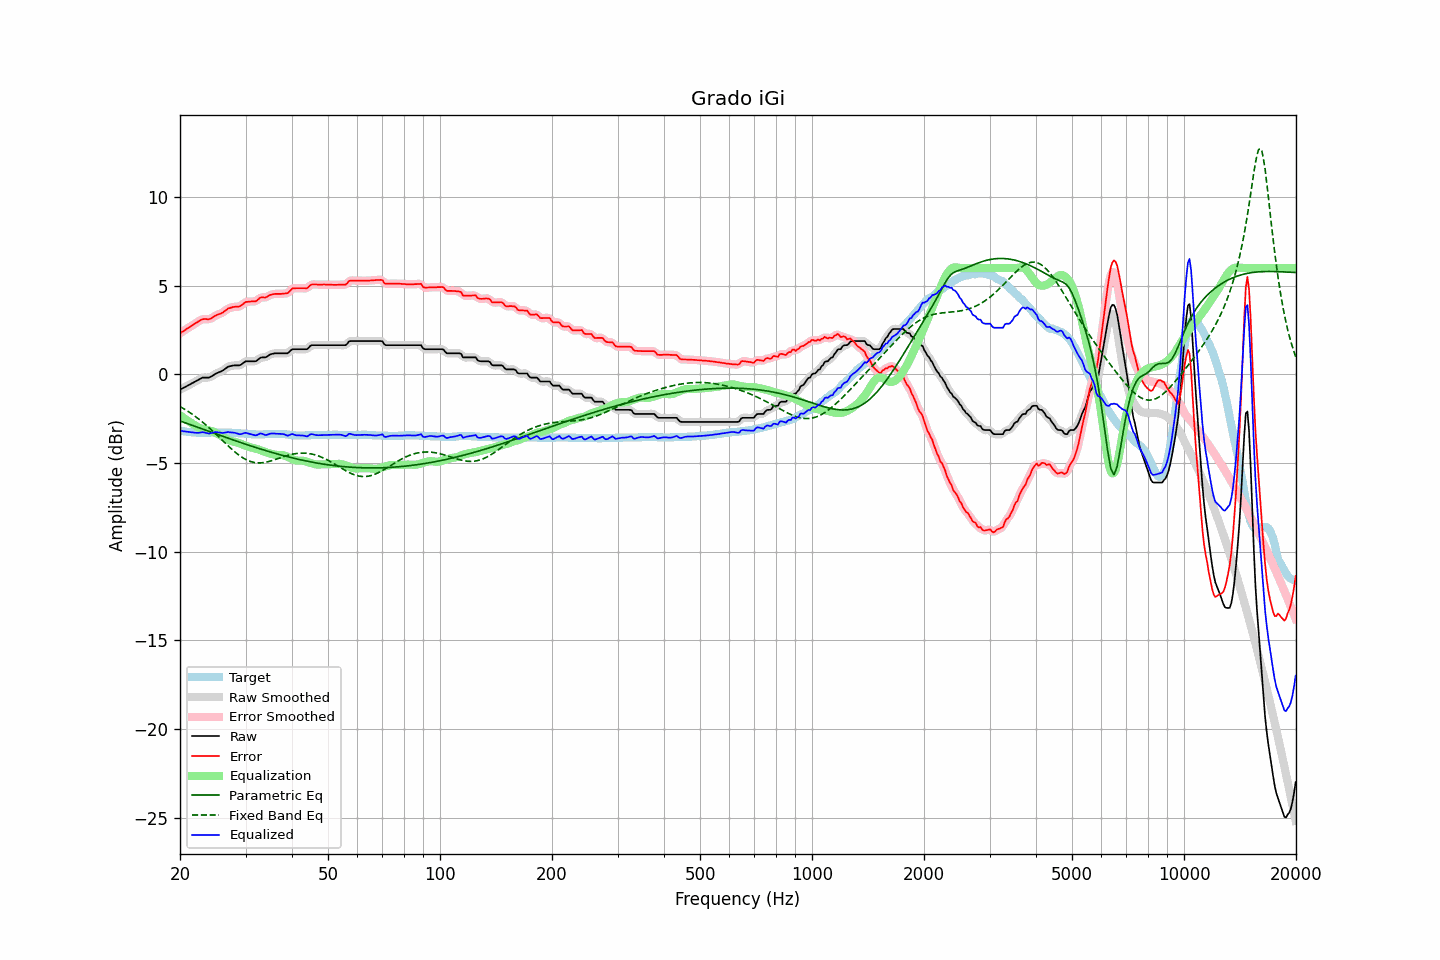 Grado iGi
Amplitude (dBr)
10
5
0
−5
−10
−15
−20
−25
Target
Raw Smoothed
Error Smoothed
Raw
Error
Equalization
Parametric Eq
Fixed Band Eq
Equalized
20 50 100 200 500 1000 2000 5000 10000 20000
Frequency (Hz)